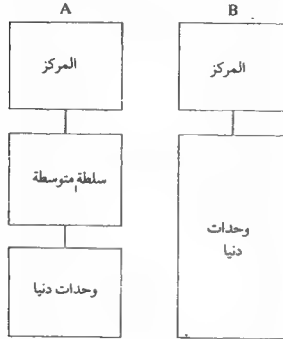 A
المركز
سلطة متوسطة
وحدات دنيا
B
المركز
وحدات
دنيا